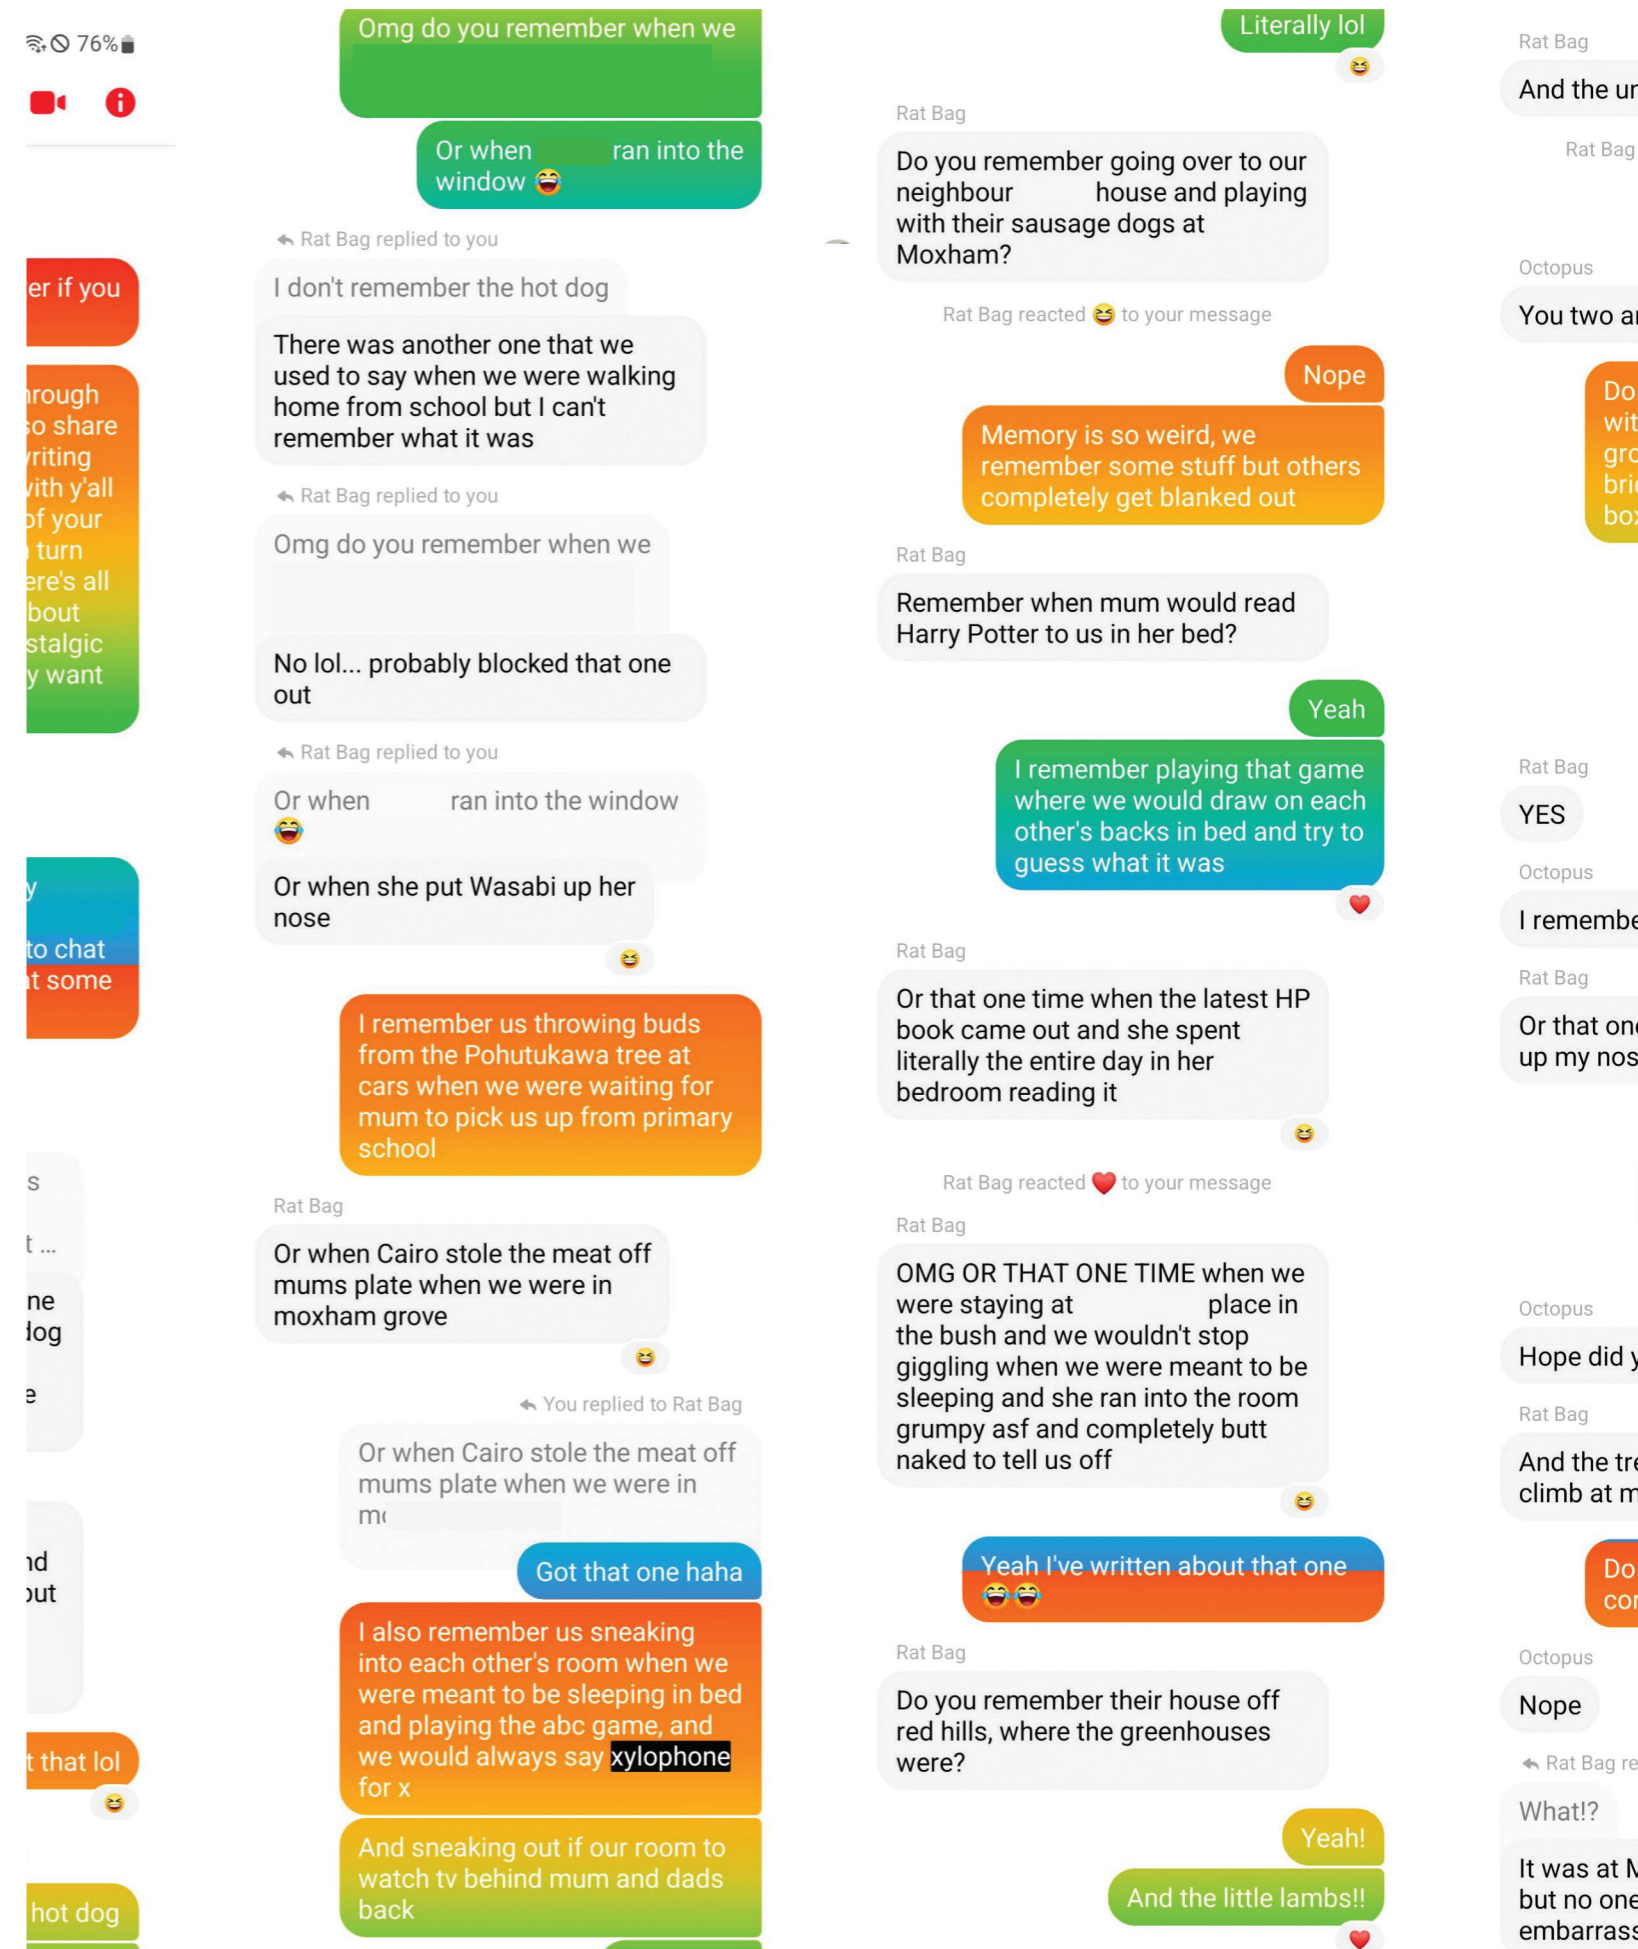 76%
er if you
rough
so share
writing
with y'all
of your
turn
ere's all
bout
stalgic
y want
y
to chat
at some
s
t ...
ne
dog
e
nd
out
t that lol
hot dog
Omg do you remember when we
Or when ran into the
window 😂
Rat Bag replied to you
I don't remember the hot dog
There was another one that we
used to say when we were walking
home from school but I can't
remember what it was
Rat Bag replied to you
Omg do you remember when we
No lol... probably blocked that one
out
Rat Bag replied to you
Or when ran into the window
😂
Or when she put Wasabi up her
nose
😆
I remember us throwing buds
from the Pohutukawa tree at
cars when we were waiting for
mum to pick us up from primary
school
Rat Bag
Or when Cairo stole the meat off
mums plate when we were in
moxham grove
😆
You replied to Rat Bag
Or when Cairo stole the meat off
mums plate when we were in
mo
Got that one haha
I also remember us sneaking
into each other's room when we
were meant to be sleeping in bed
and playing the abc game, and
we would always say xylophone
for x
And sneaking out if our room to
watch tv behind mum and dads
back
Literally lol
😆
Rat Bag
Do you remember going over to our
neighbour house and playing
with their sausage dogs at
Moxham?
Rat Bag reacted 😆 to your message
Nope
Memory is so weird, we
remember some stuff but others
completely get blanked out
Rat Bag
Remember when mum would read
Harry Potter to us in her bed?
Yeah
I remember playing that game
where we would draw on each
other's backs in bed and try to
guess what it was
❤️
Rat Bag
Or that one time when the latest HP
book came out and she spent
literally the entire day in her
bedroom reading it
😆
Rat Bag reacted ❤️ to your message
Rat Bag
OMG OR THAT ONE TIME when we
were staying at place in
the bush and we wouldn't stop
giggling when we were meant to be
sleeping and she ran into the room
grumpy asf and completely butt
naked to tell us off
😆
Yeah I've written about that one
😂😂
Rat Bag
Do you remember their house off
red hills, where the greenhouses
were?
Yeah!
And the little lambs!!
❤️
Rat Bag
And the un
Rat Bag
Octopus
You two ar
Do
wit
gro
bri
box
Rat Bag
YES
Octopus
I remembe
Rat Bag
Or that one
up my nos
Octopus
Hope did y
Rat Bag
And the tre
climb at m
Do
cor
Octopus
Nope
Rat Bag re
What!?
It was at M
but no one
embarrass